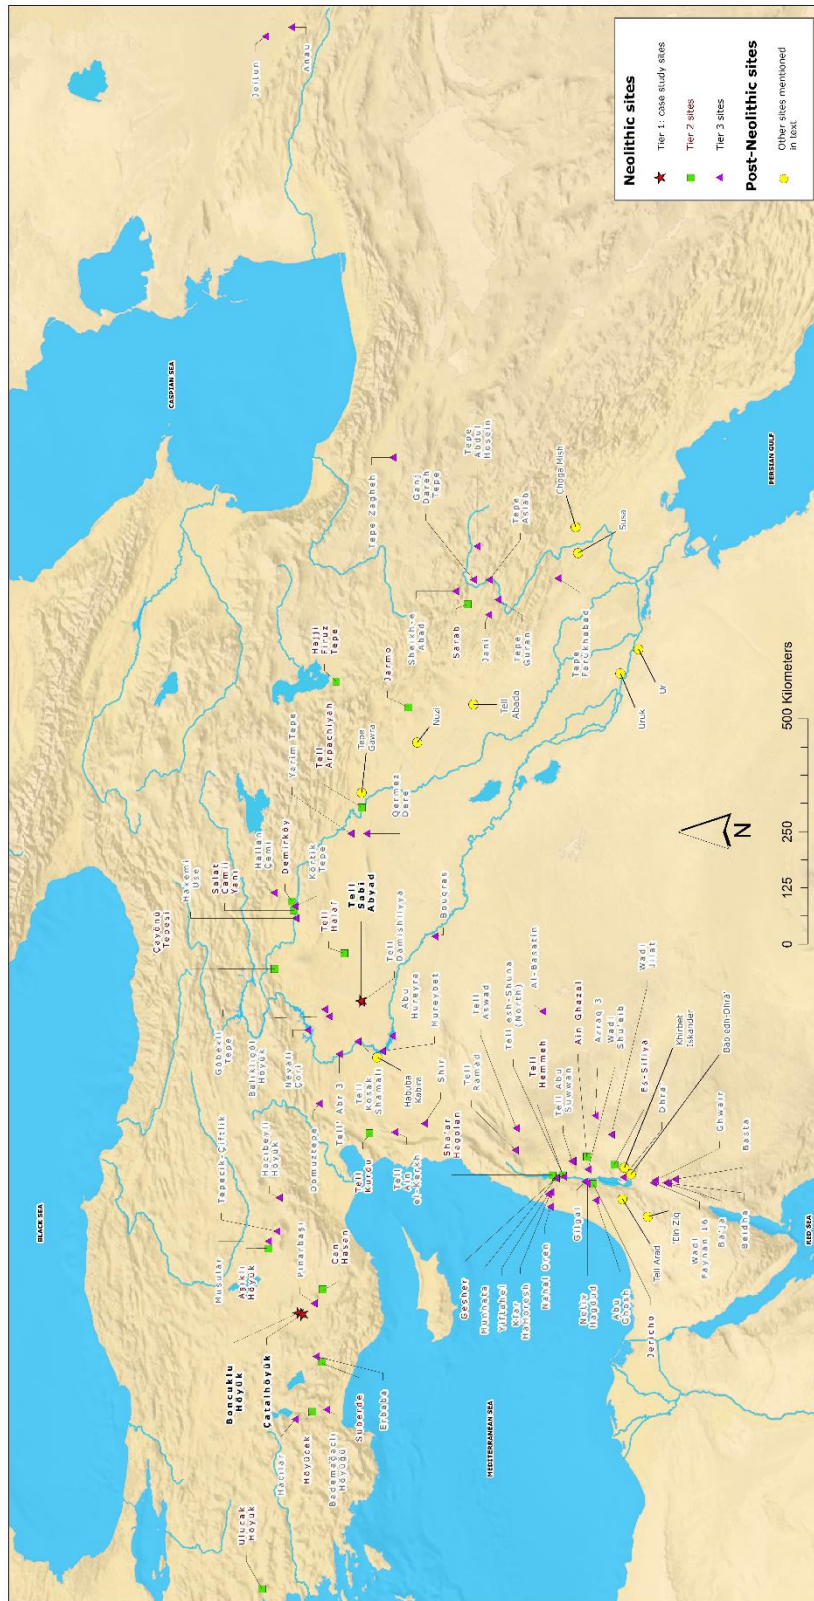 BLACK SEA
CASPIAN SEA
MEDITERRANEAN SEA
RED SEA
PERSIAN GULF
Jeitun
Anau
Ulucak
Höyük
Hacılar
Höyücek
Bademağacı
Höyüğü
Suberde
Erbaba
Boncuklu
Höyük
Çatalhöyük
Can
Hasan
Pınarbaşı
Musular
Aşıklı
Höyük
Tepecik-Çiftlik
Hacıbeyli
Höyük
Domuztepe
Göbekli
Tepe
Balıklıgöl
Höyük
Nevalı
Çori
Çayönü
Tepesi
Hakemi
Use
Salat
Camii
Yanı
Hallan
Çemi
Demirköy
Körtik
Tepe
Tell
Halaf
Tell
Sabi
Abyad
Tell
Damishliyya
Tell' Abr 3
Tell
Kosak
Shamali
Abu
Hureyra
Mureybet
Habuba
Kabira
Shir
Tell
Kurdu
Tell
Ain
el-Kerkh
Bouqras
Yarim Tepe
Tell
Arpachiyah
Tepe
Gawra
Qermez
Dere
Hajji
Firuz
Tepe
Jarmo
Nuzi
Tell
Abada
Tepe Zagheh
Sheikh-e
Abad
Sarab
Jani
Tepe
Guran
Ganj
Dareh
Tepe
Tepe
Abdul
Hosein
Tepe
Asiab
Tepe
Farukhabad
Choga Mish
Susa
Uruk
Ur
Sha'ar
Hagolan
Tell
Ramad
Tell
Aswad
Tell esh-Shuna
(North)
Al-Basatin
Tell
Hemmeh
Tell Abu
Suwwan
Ain Ghazal
Azraq 3
Wadi
Shu'eib
Wadi
Jilat
Es-Sifiya
Khirbet
Iskander
Dhra'
Bab edh-Dhra'
Ghwair
Basta
Gesher
Munhata
Yiftahel
Kfar
HaHoresh
Nahal Oren
Gilgal
Netiv
Hagdud
Abu
Ghosh
Jericho
Tell Arad
'Ein Ziq
Wadi
Faynan 16
Ba'ja
Beidha
0 125 250 500 Kilometers
N
Neolithic sites
Tier 1: case study sites
Tier 2 sites
Tier 3 sites
Post-Neolithic sites
Other sites mentioned
in text